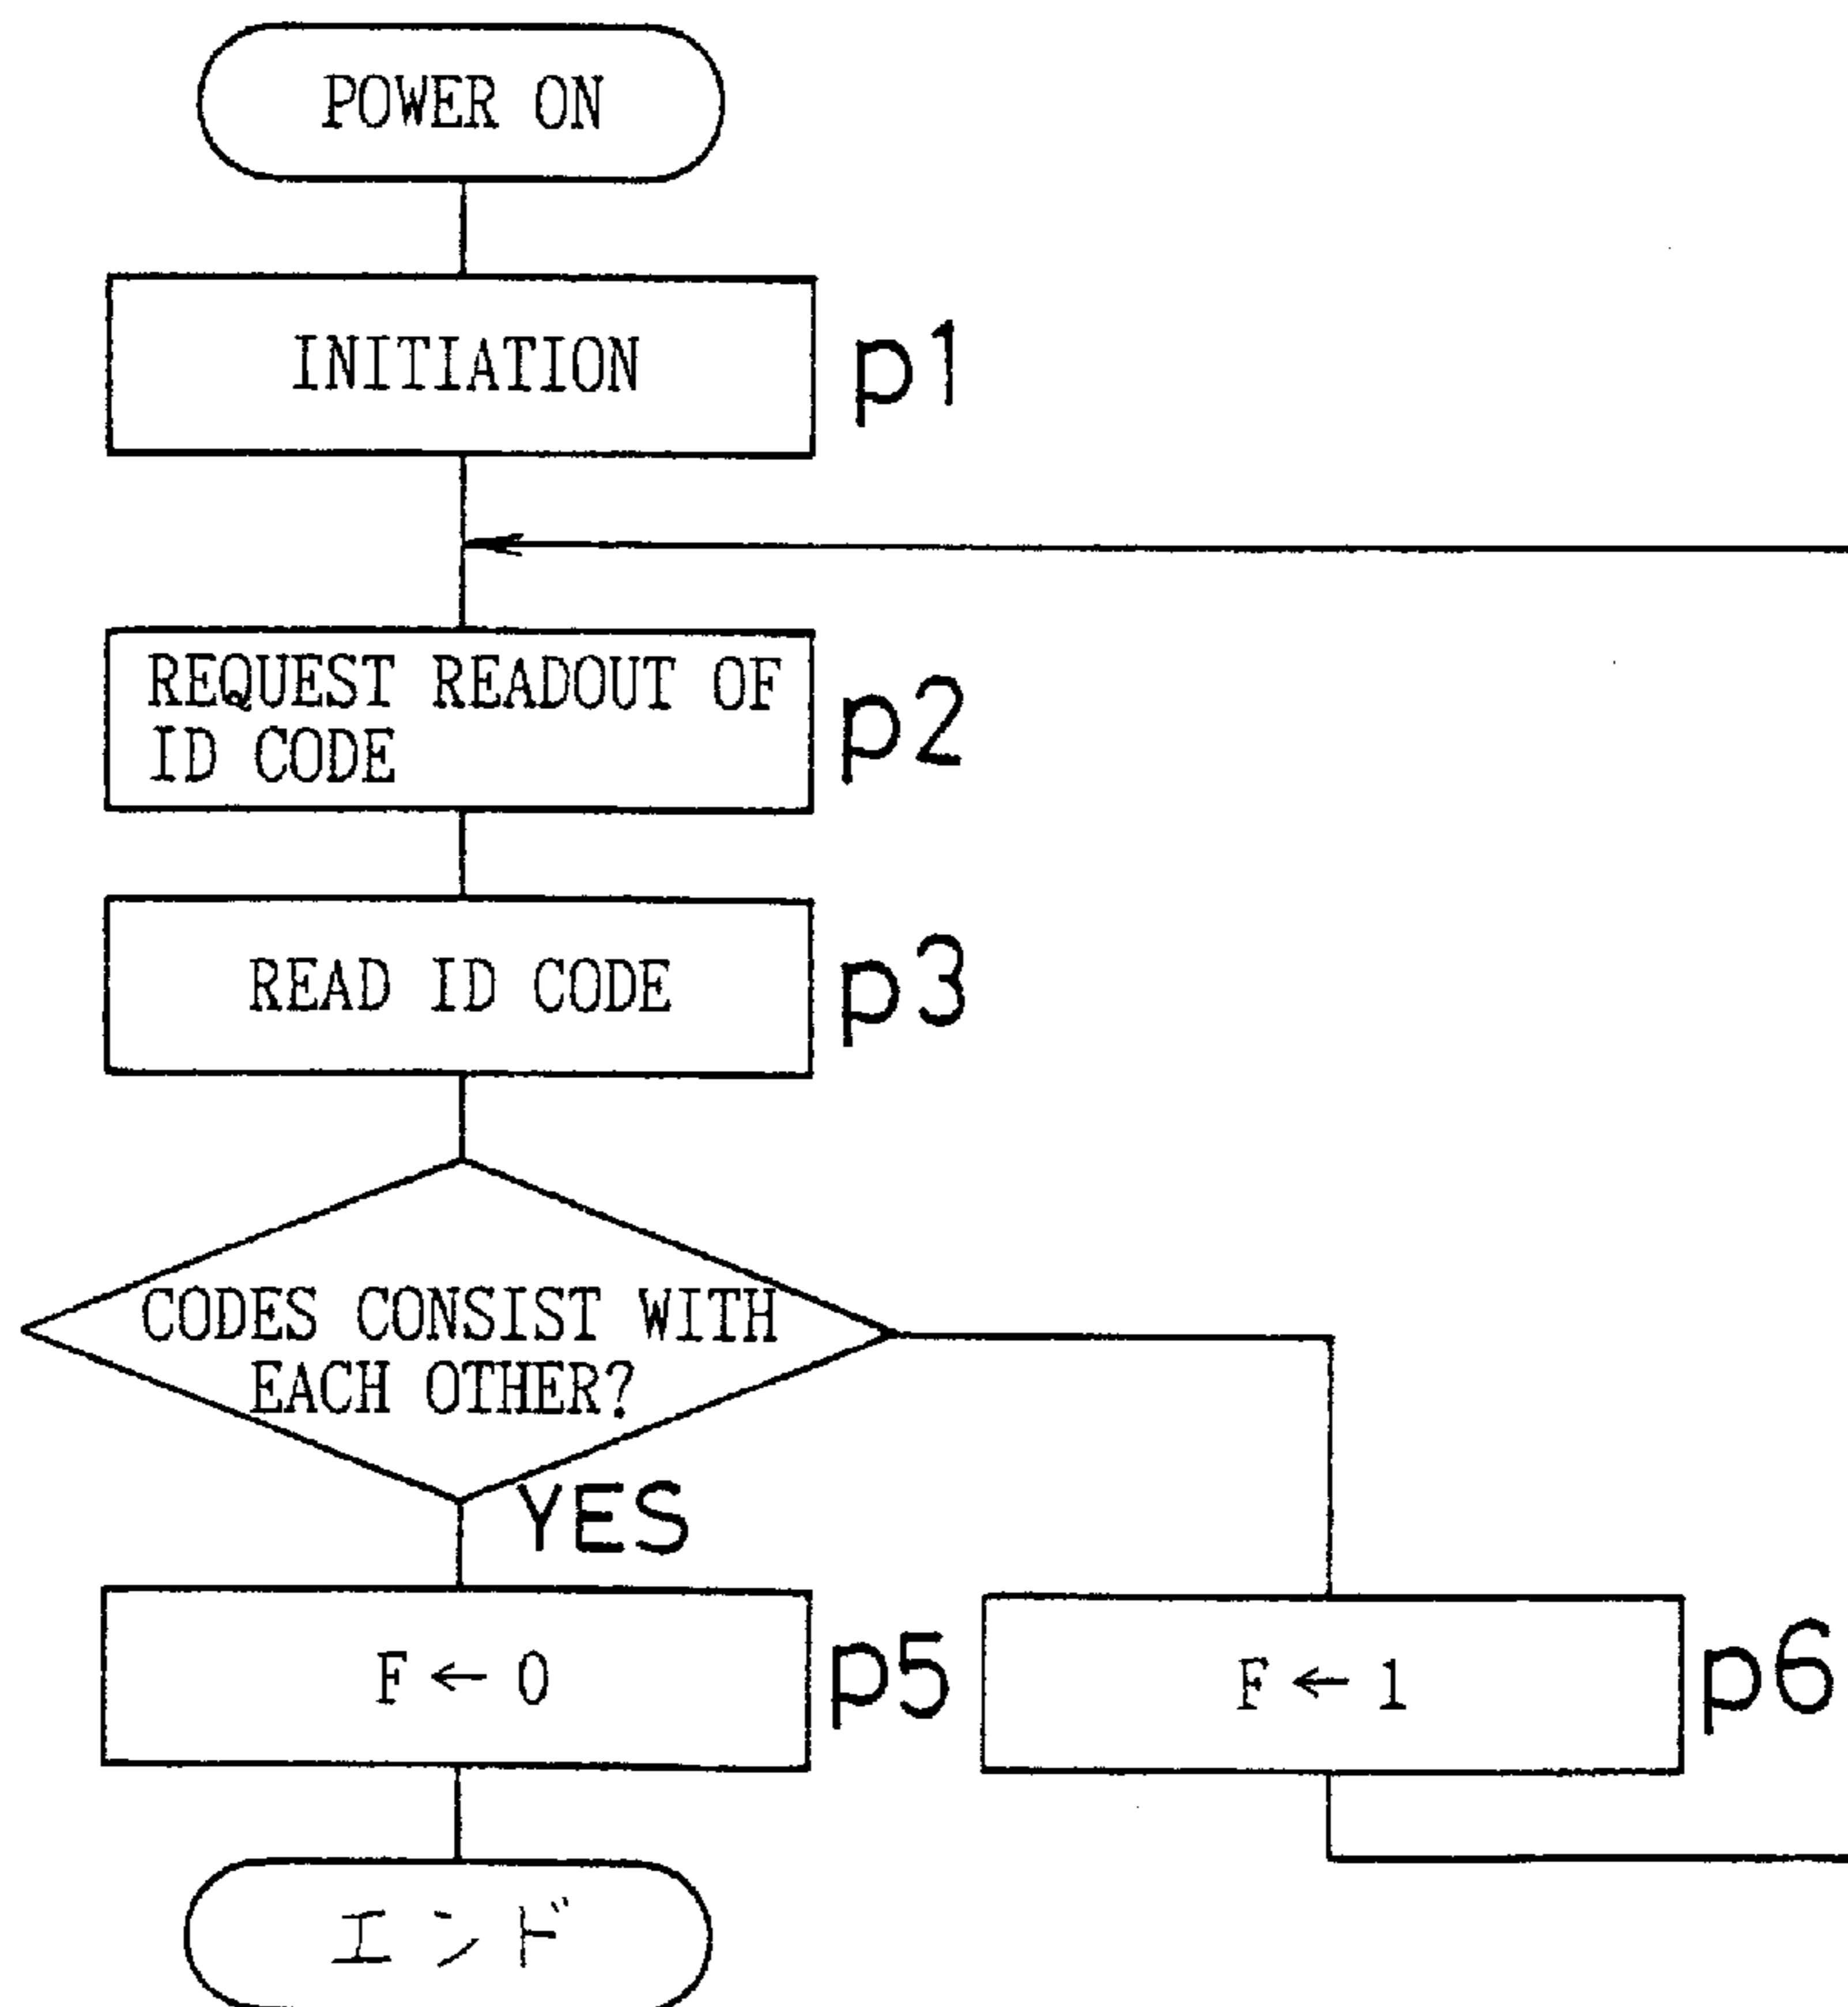 POWER ON
INITIATION
p1
REQUEST READOUT OF
ID CODE
p2
READ ID CODE
p3
CODES CONSIST WITH
EACH OTHER?
YES
F ← 0
p5
F ← 1
p6
エンド